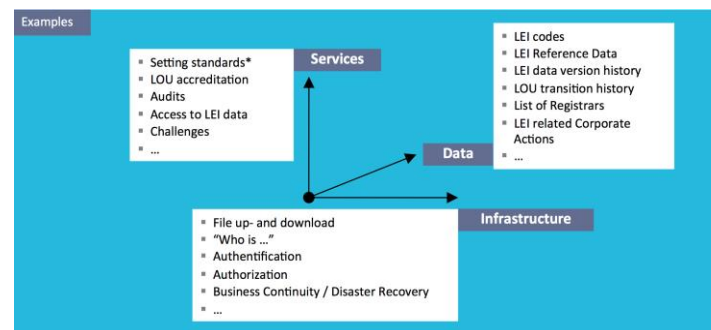 Examples
Services
▪ Setting standards*
▪ LOU accreditation
▪ Audits
▪ Access to LEI data
▪ Challenges
▪ ...
Data
▪ LEI codes
▪ LEI Reference Data
▪ LEI data version history
▪ LOU transition history
▪ List of Registrars
▪ LEI related Corporate
Actions
▪ ...
Infrastructure
▪ File up- and download
▪ “Who is ...”
▪ Authentification
▪ Authorization
▪ Business Continuity / Disaster Recovery
▪ ...